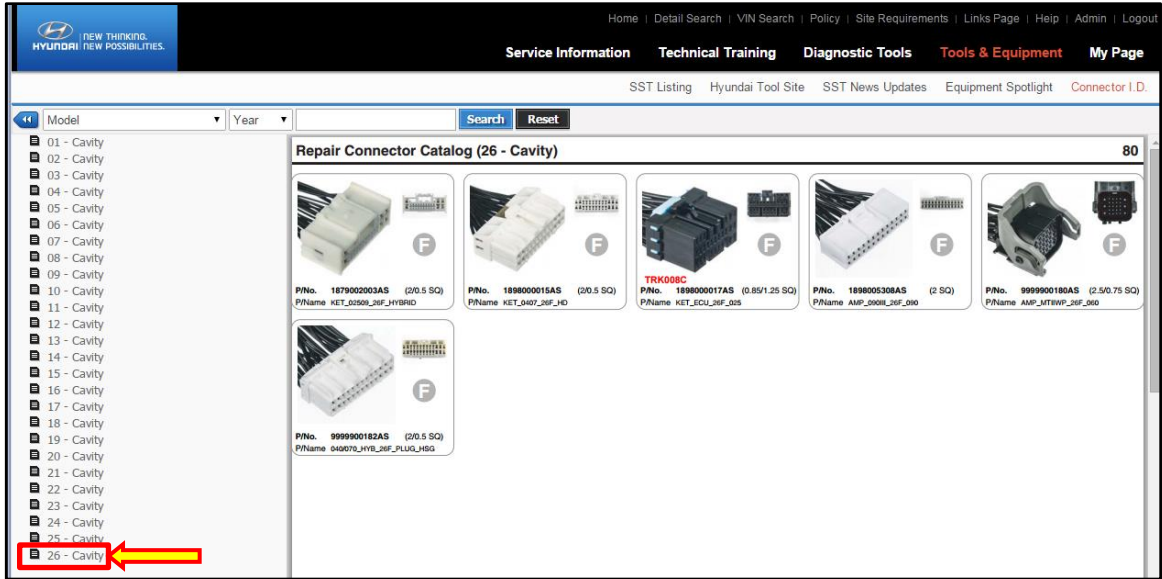 Home | Detail Search | VIN Search | Policy | Site Requirements | Links Page | Help | Admin | Logout
HYUNDAI
NEW THINKING.
NEW POSSIBILITIES.
Service Information Technical Training Diagnostic Tools Tools & Equipment My Page
SST Listing Hyundai Tool Site SST News Updates Equipment Spotlight Connector I.D.
Model Year Search Reset
01 - Cavity
02 - Cavity
03 - Cavity
04 - Cavity
05 - Cavity
06 - Cavity
07 - Cavity
08 - Cavity
09 - Cavity
10 - Cavity
11 - Cavity
12 - Cavity
13 - Cavity
14 - Cavity
15 - Cavity
16 - Cavity
17 - Cavity
18 - Cavity
19 - Cavity
20 - Cavity
21 - Cavity
22 - Cavity
23 - Cavity
24 - Cavity
25 - Cavity
26 - Cavity
Repair Connector Catalog (26 - Cavity) 80
F
P/No. 1879002003AS (2/0.5 SQ)
P/Name KET_02509_26F_HYBRID
F
P/No. 1898000015AS (2/0.5 SQ)
P/Name KET_0407_26F_HD
F
TRK008C
P/No. 1898000017AS (0.85/1.25 SQ)
P/Name KET_ECU_26F_025
F
P/No. 1898005308AS (2 SQ)
P/Name AMP_090III_26F_090
F
P/No. 9999900180AS (2.5/0.75 SQ)
P/Name AMP_MTIIWP_26F_060
F
P/No. 9999900182AS (2/0.5 SQ)
P/Name 040/070_HYB_26F_PLUG_HSG